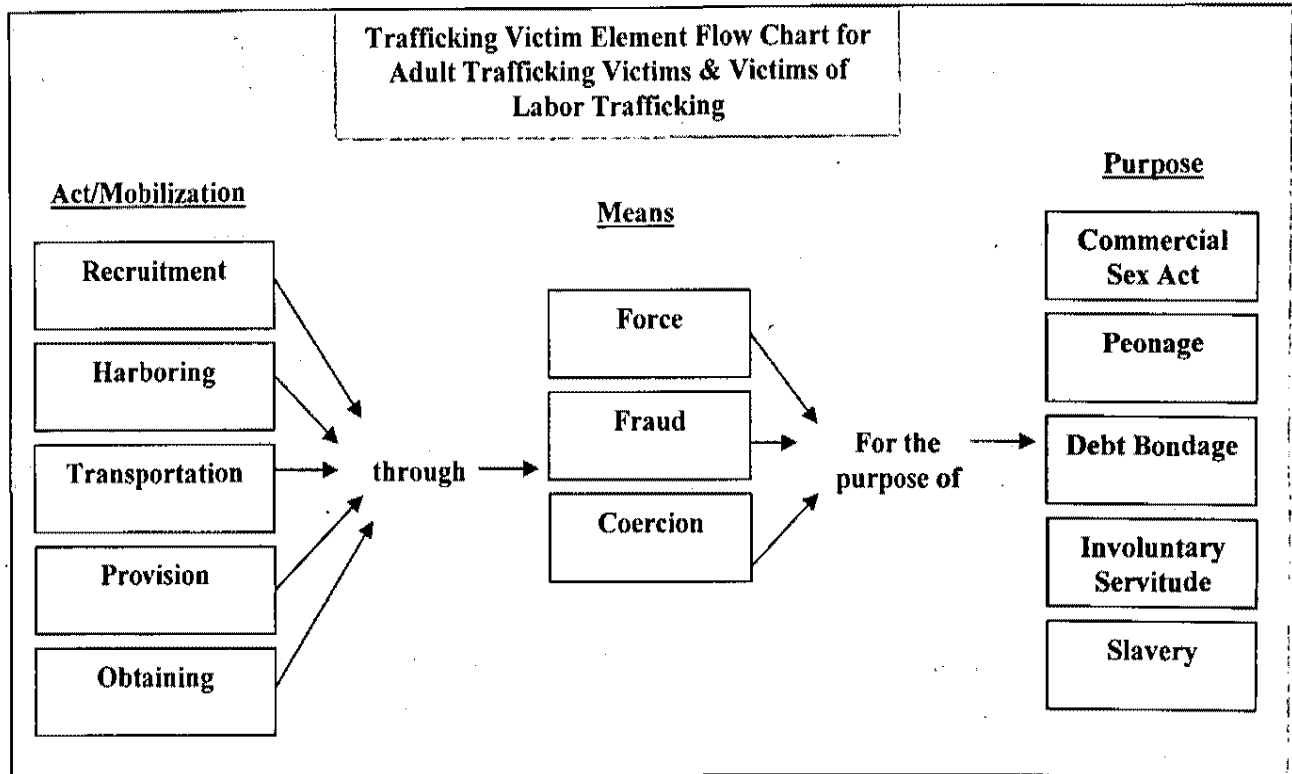 Trafficking Victim Element Flow Chart for
Adult Trafficking Victims & Victims of
Labor Trafficking
Act/Mobilization
Recruitment
Harboring
Transportation
Provision
Obtaining
through
Means
Force
Fraud
Coercion
For the
purpose of
Purpose
Commercial
Sex Act
Peonage
Debt Bondage
Involuntary
Servitude
Slavery